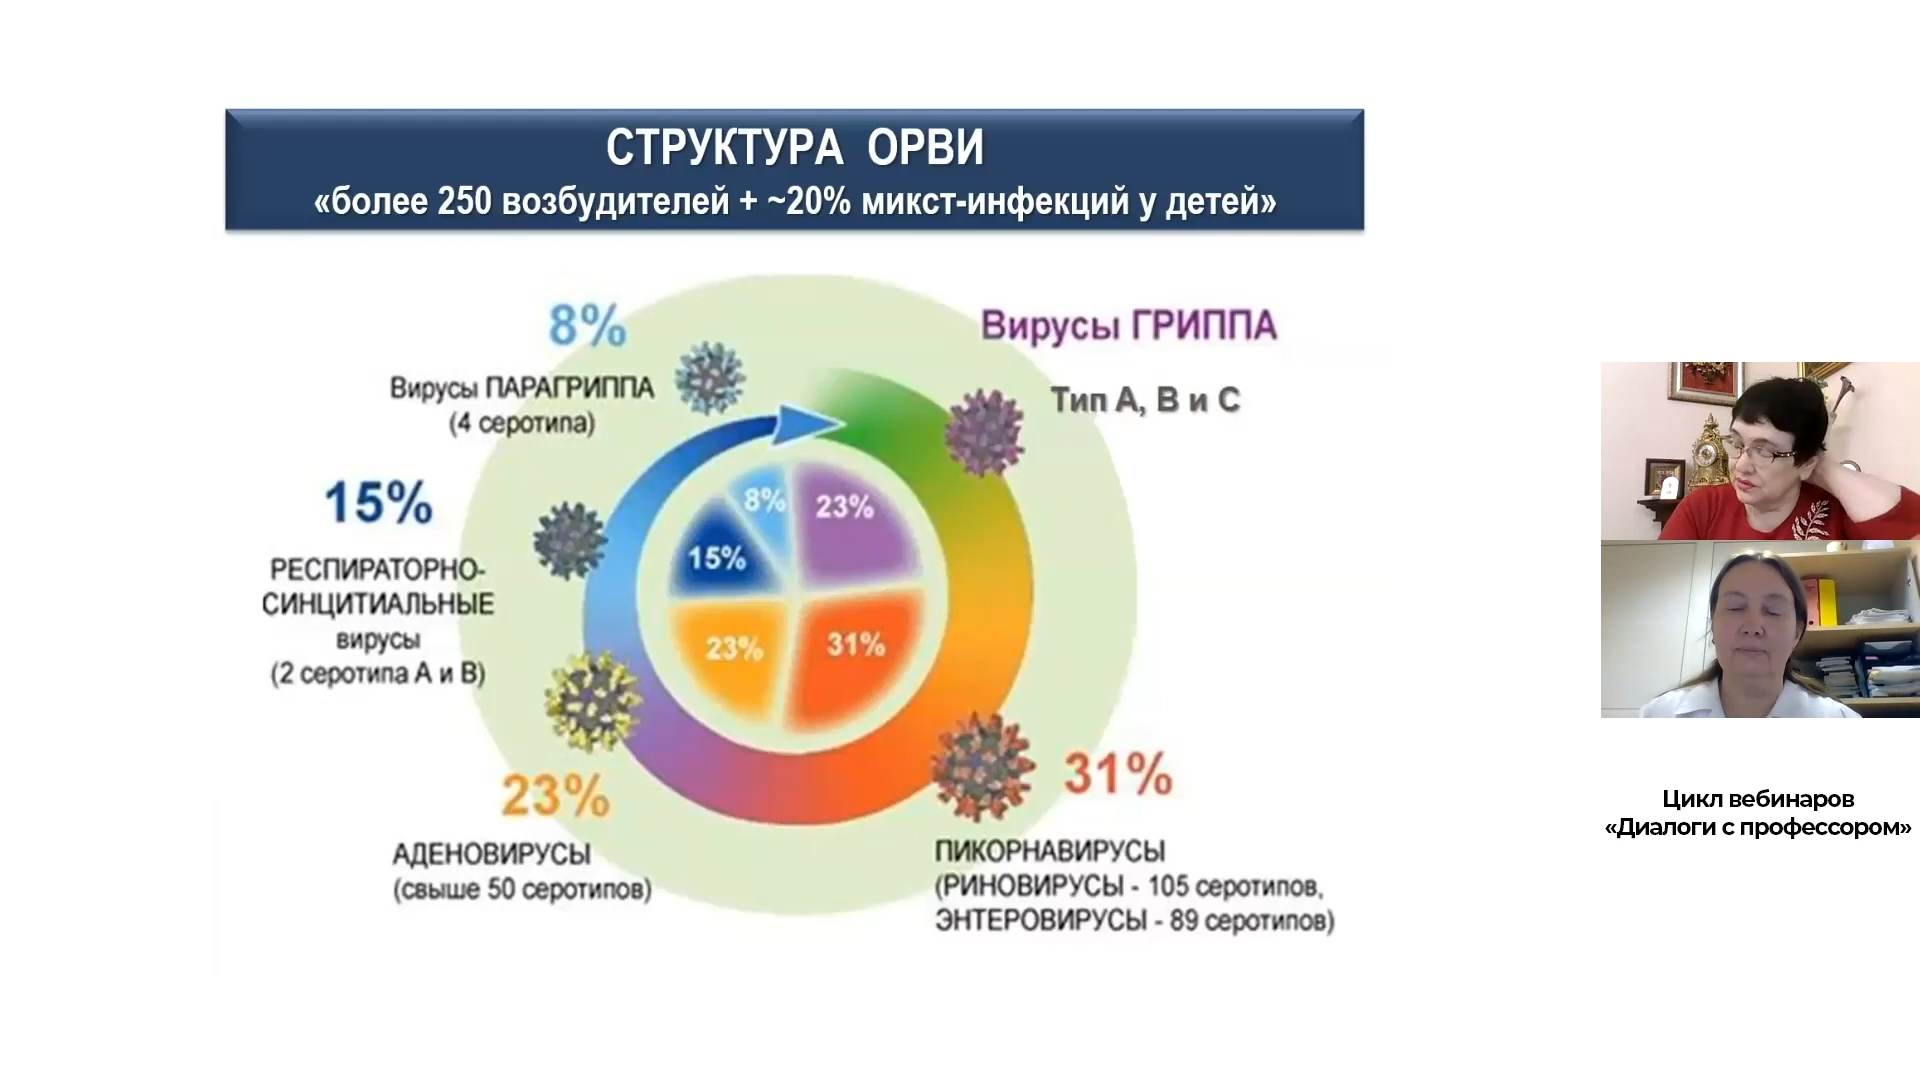 СТРУКТУРА ОРВИ
«более 250 возбудителей + ~20% микст-инфекций у детей»
8%
Вирусы ПАРАГРИППА
(4 серотипа)
Вирусы ГРИППА
Тип А, В и С
15%
РЕСПИРАТОРНО-
СИНЦИТИАЛЬНЫЕ
вирусы
(2 серотипа А и В)
8%
23%
15%
23%
31%
23%
АДЕНОВИРУСЫ
(свыше 50 серотипов)
31%
ПИКОРНАВИРУСЫ
(РИНОВИРУСЫ - 105 серотипов,
ЭНТЕРОВИРУСЫ - 89 серотипов)
Цикл вебинаров
«Диалоги с профессором»